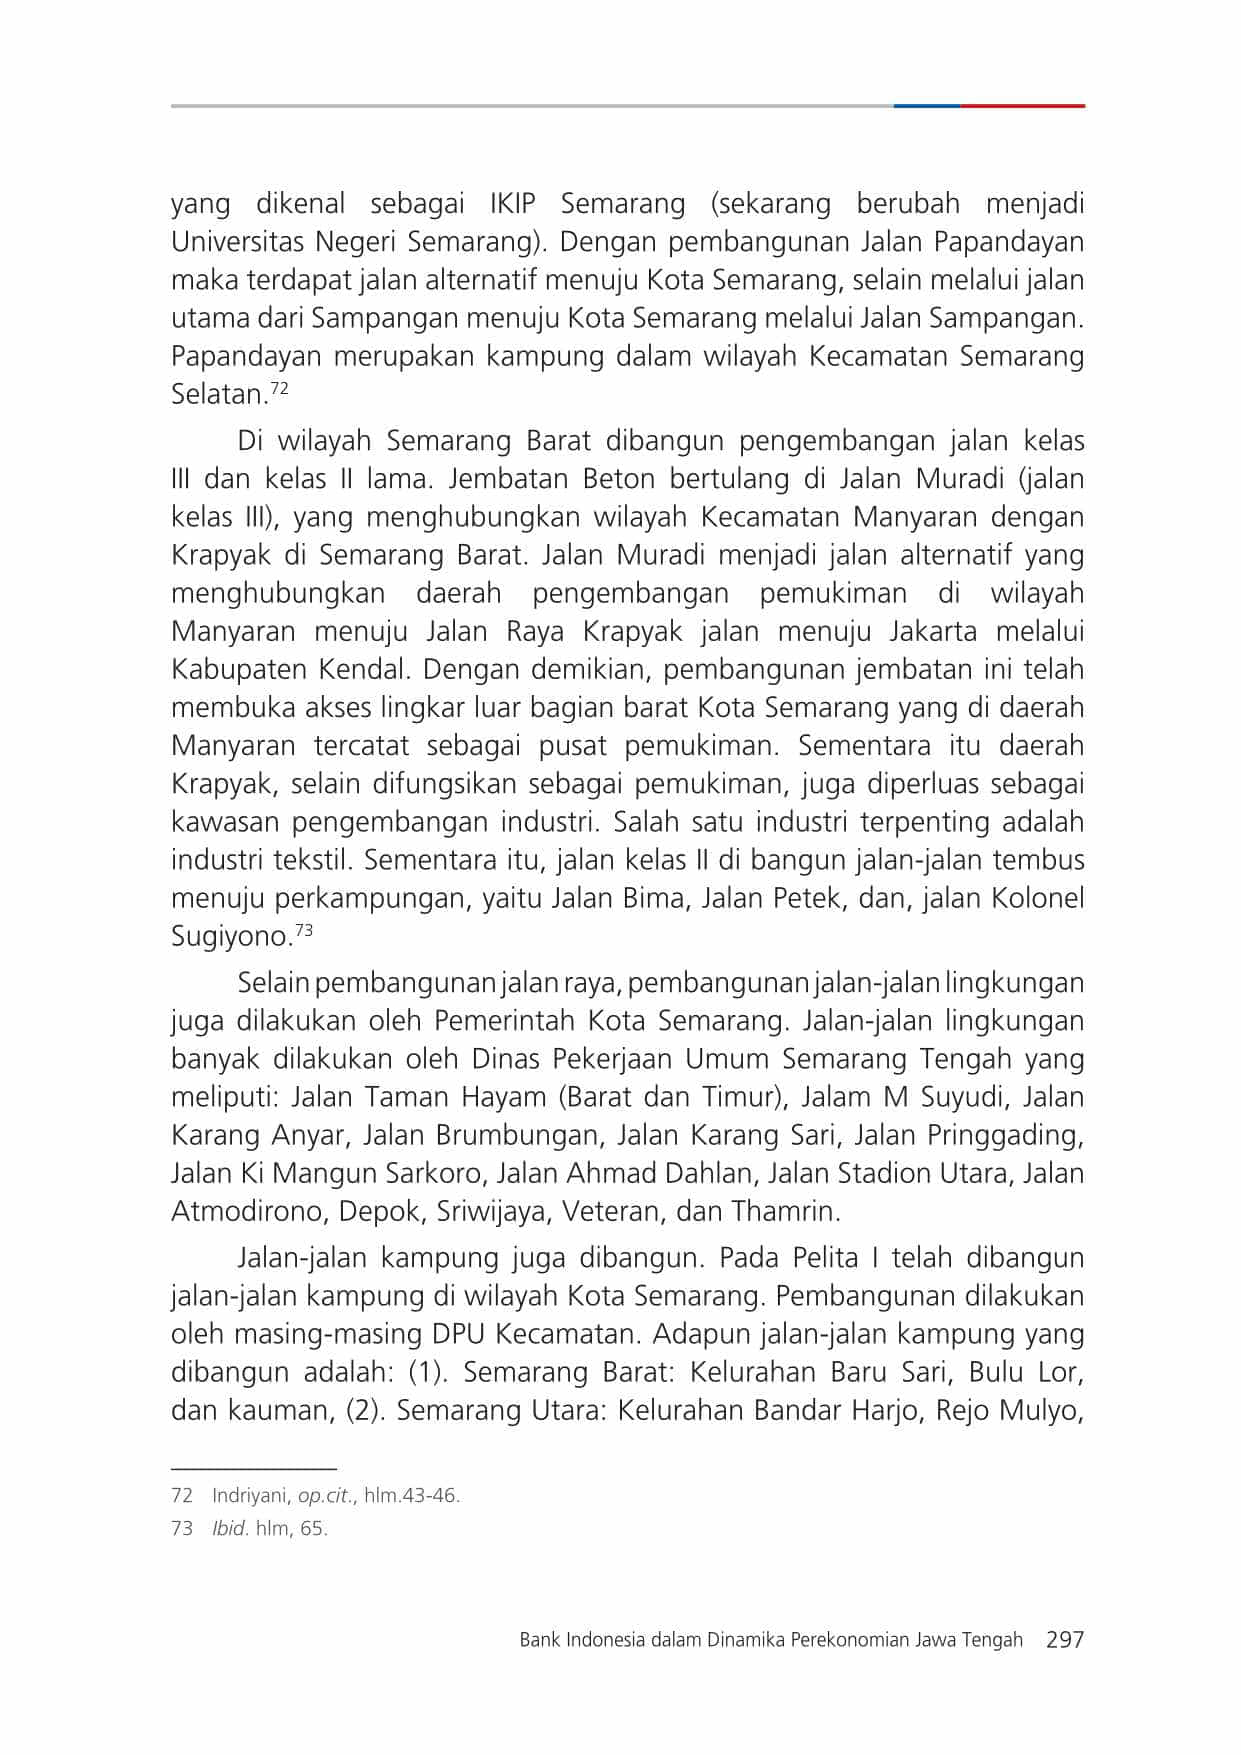 yang dikenal sebagai IKIP Semarang (sekarang berubah menjadi
Universitas Negeri Semarang). Dengan pembangunan Jalan Papandayan
maka terdapat jalan alternatif menuju Kota Semarang, selain melalui jalan
utama dari Sampangan menuju Kota Semarang melalui Jalan Sampangan.
Papandayan merupakan kampung dalam wilayah Kecamatan Semarang
Selatan.72
Di wilayah Semarang Barat dibangun pengembangan jalan kelas
III dan kelas II lama. Jembatan Beton bertulang di Jalan Muradi (jalan
kelas III), yang menghubungkan wilayah Kecamatan Manyaran dengan
Krapyak di Semarang Barat. Jalan Muradi menjadi jalan alternatif yang
menghubungkan daerah pengembangan pemukiman di wilayah
Manyaran menuju Jalan Raya Krapyak jalan menuju Jakarta melalui
Kabupaten Kendal. Dengan demikian, pembangunan jembatan ini telah
membuka akses lingkar luar bagian barat Kota Semarang yang di daerah
Manyaran tercatat sebagai pusat pemukiman. Sementara itu daerah
Krapyak, selain difungsikan sebagai pemukiman, juga diperluas sebagai
kawasan pengembangan industri. Salah satu industri terpenting adalah
industri tekstil. Sementara itu, jalan kelas II di bangun jalan-jalan tembus
menuju perkampungan, yaitu Jalan Bima, Jalan Petek, dan, jalan Kolonel
Sugiyono.73
Selain pembangunan jalan raya, pembangunan jalan-jalan lingkungan
juga dilakukan oleh Pemerintah Kota Semarang. Jalan-jalan lingkungan
banyak dilakukan oleh Dinas Pekerjaan Umum Semarang Tengah yang
meliputi: Jalan Taman Hayam (Barat dan Timur), Jalam M Suyudi, Jalan
Karang Anyar, Jalan Brumbungan, Jalan Karang Sari, Jalan Pringgading,
Jalan Ki Mangun Sarkoro, Jalan Ahmad Dahlan, Jalan Stadion Utara, Jalan
Atmodirono, Depok, Sriwijaya, Veteran, dan Thamrin.
Jalan-jalan kampung juga dibangun. Pada Pelita I telah dibangun
jalan-jalan kampung di wilayah Kota Semarang. Pembangunan dilakukan
oleh masing-masing DPU Kecamatan. Adapun jalan-jalan kampung yang
dibangun adalah: (1). Semarang Barat: Kelurahan Baru Sari, Bulu Lor,
dan kauman, (2). Semarang Utara: Kelurahan Bandar Harjo, Rejo Mulyo,
72 Indriyani, op.cit., hlm.43-46.
73 Ibid. hlm, 65.
Bank Indonesia dalam Dinamika Perekonomian Jawa Tengah 297